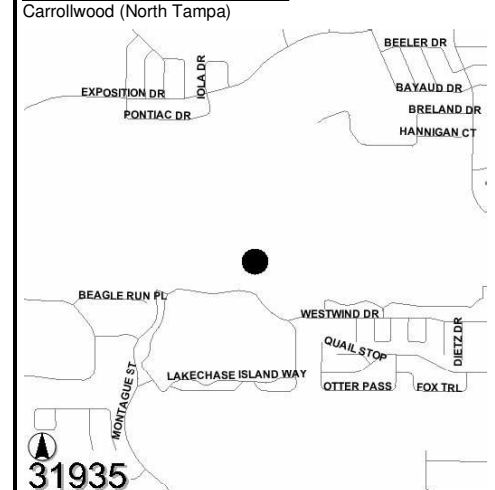 Carrollwood (North Tampa)
BEELER DR
IOLA DR
EXPOSITION DR
BAYAUD DR
PONTIAC DR
BRELAND DR
HANNIGAN CT
BEAGLE RUN PL
WESTWIND DR
DIETZ DR
QUAIL STOP
LAKECHASE ISLAND WAY
OTTER PASS
FOX TRL
MONTAGUE ST
31935